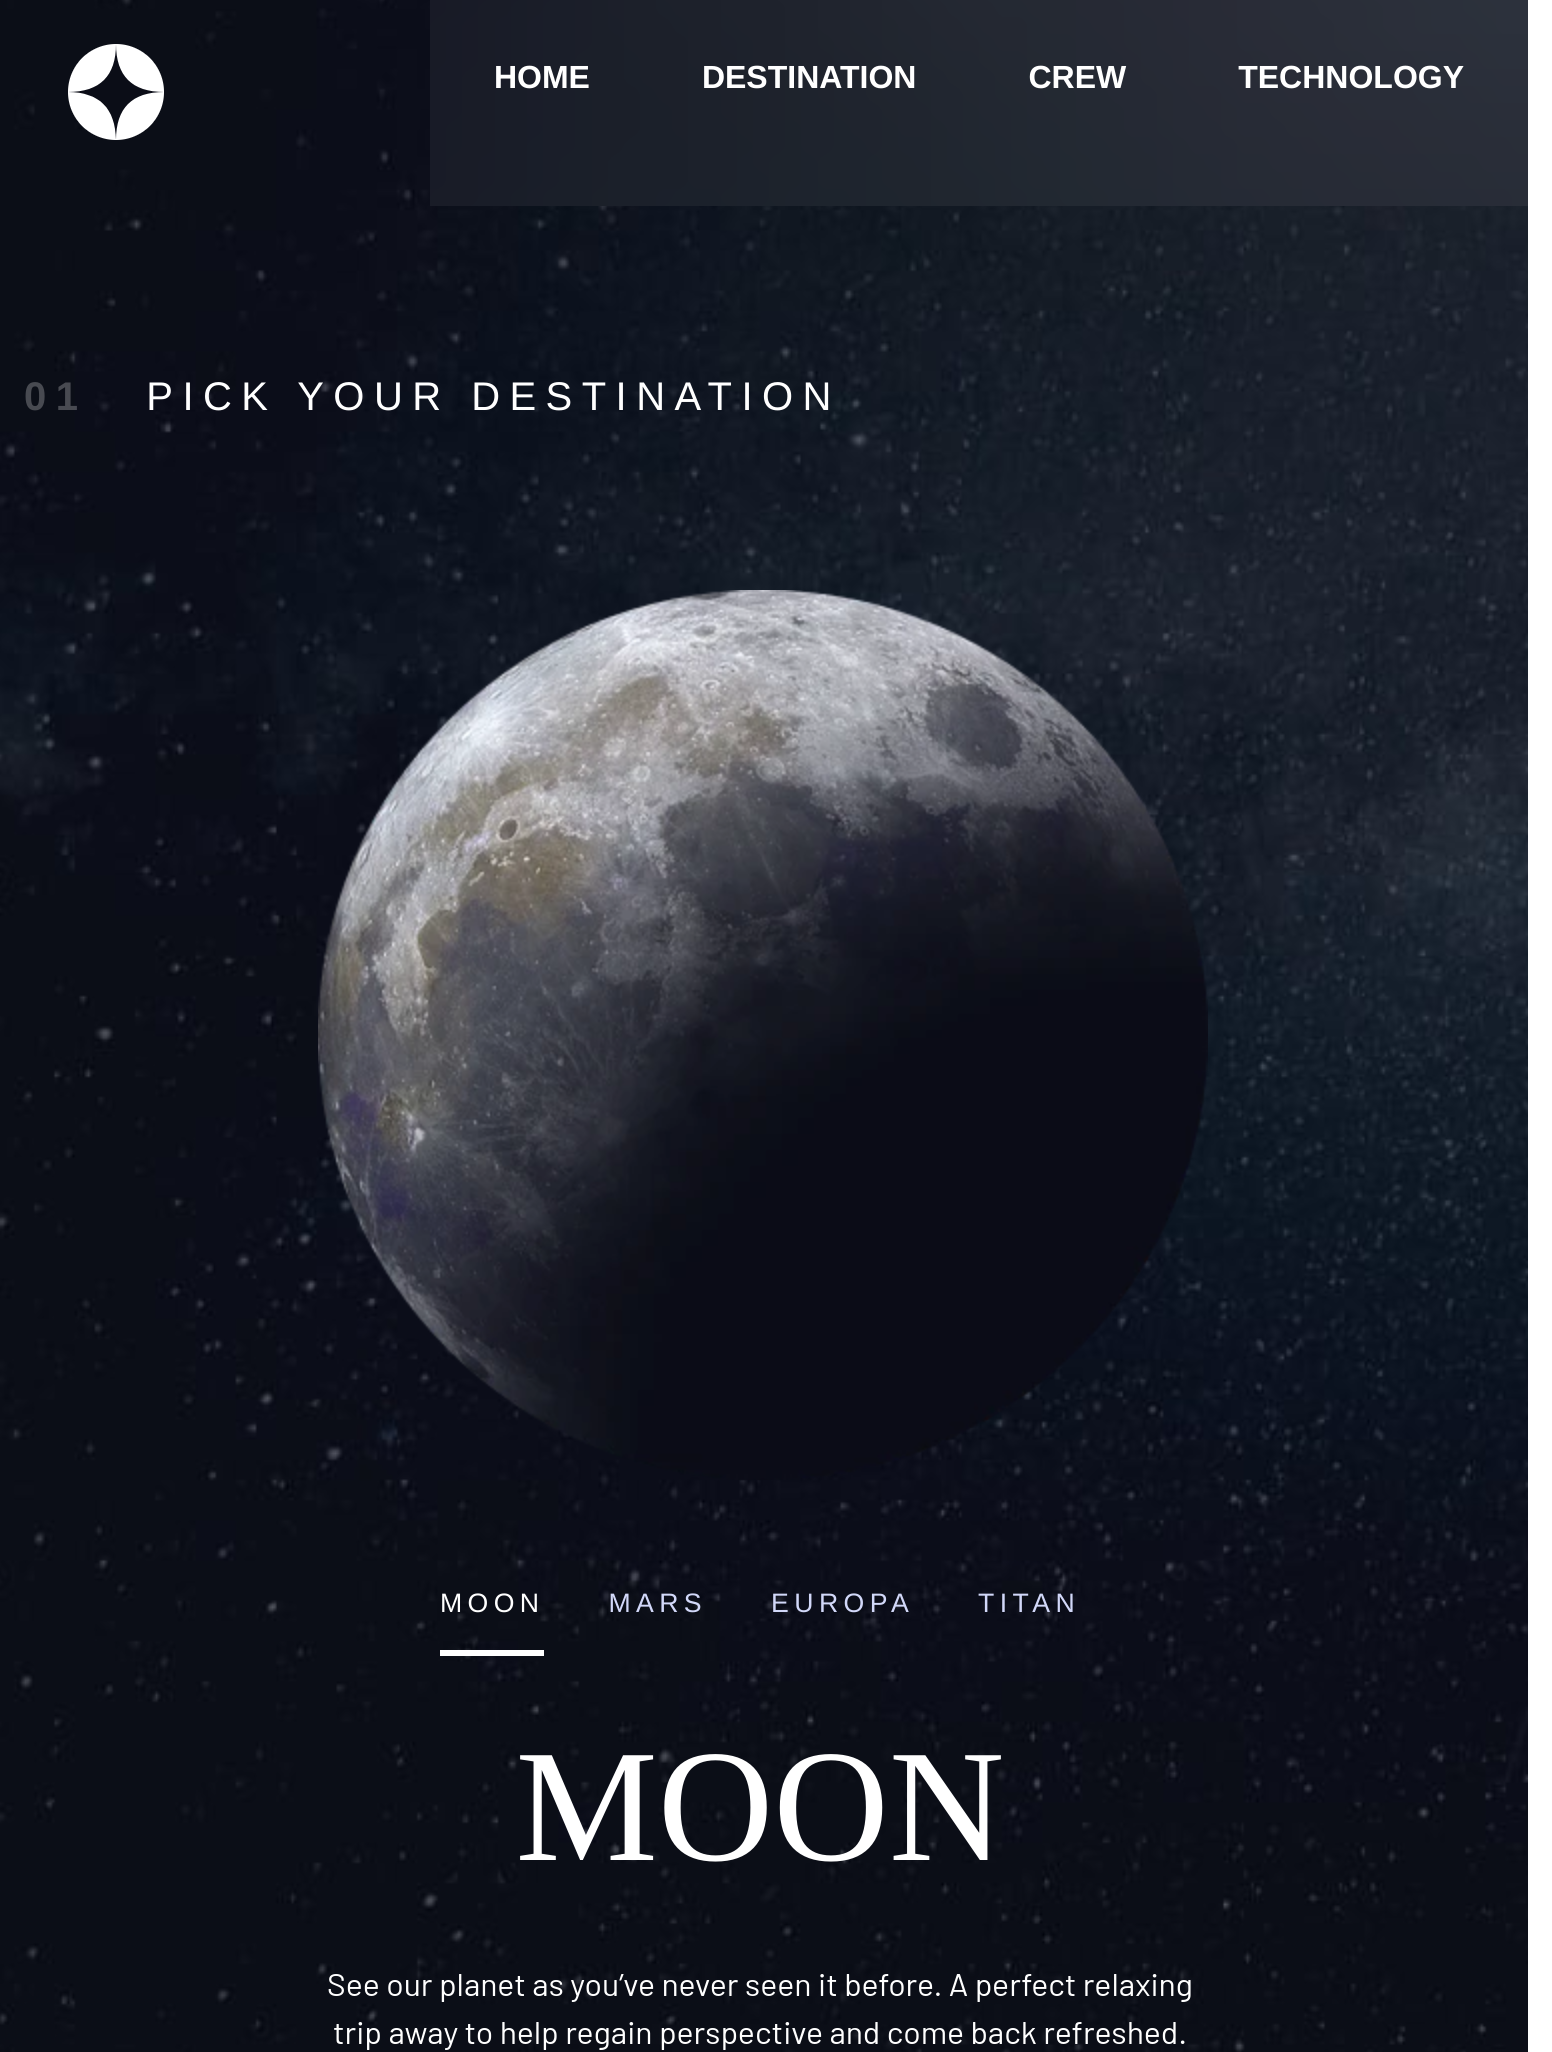 HOME DESTINATION CREW TECHNOLOGY
01 PICK YOUR DESTINATION
MOON MARS EUROPA TITAN
MOON
See our planet as you’ve never seen it before. A perfect relaxing
trip away to help regain perspective and come back refreshed.